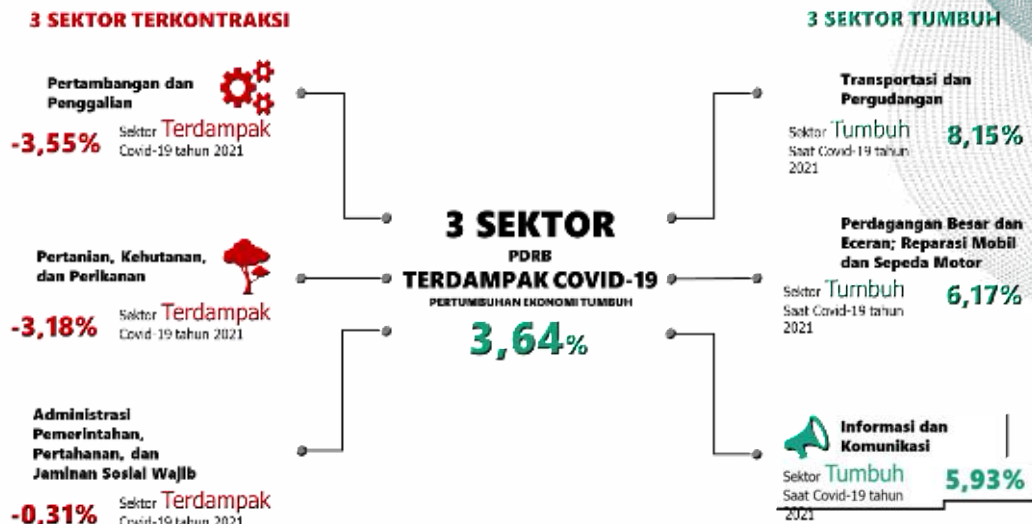 3 SEKTOR TERKONTRAKSI
Pertambangan dan
Penggalian
-3,55%
Sektor Terdampak
Covid-19 tahun 2021
Pertanian, Kehutanan,
dan Perikanan
-3,18%
Sektor Terdampak
Covid-19 tahun 2021
Administrasi
Pemerintahan,
Pertahanan, dan
Jaminan Sosial Wajib
-0,31%
Sektor Terdampak
Covid-19 tahun 2021
3 SEKTOR
PDRB
TERDAMPAK COVID-19
PERTUMBUHAN EKONOMI TUMBUH
3,64%
3 SEKTOR TUMBUH
Transportasi dan
Pergudangan
Sektor Tumbuh
Saat Covid-19 tahun
2021
8,15%
Perdagangan Besar dan
Eceran; Reparasi Mobil
dan Sepeda Motor
Sektor Tumbuh
Saat Covid-19 tahun
2021
6,17%
Informasi dan
Komunikasi
Sektor Tumbuh
Saat Covid-19 tahun
2021
5,93%